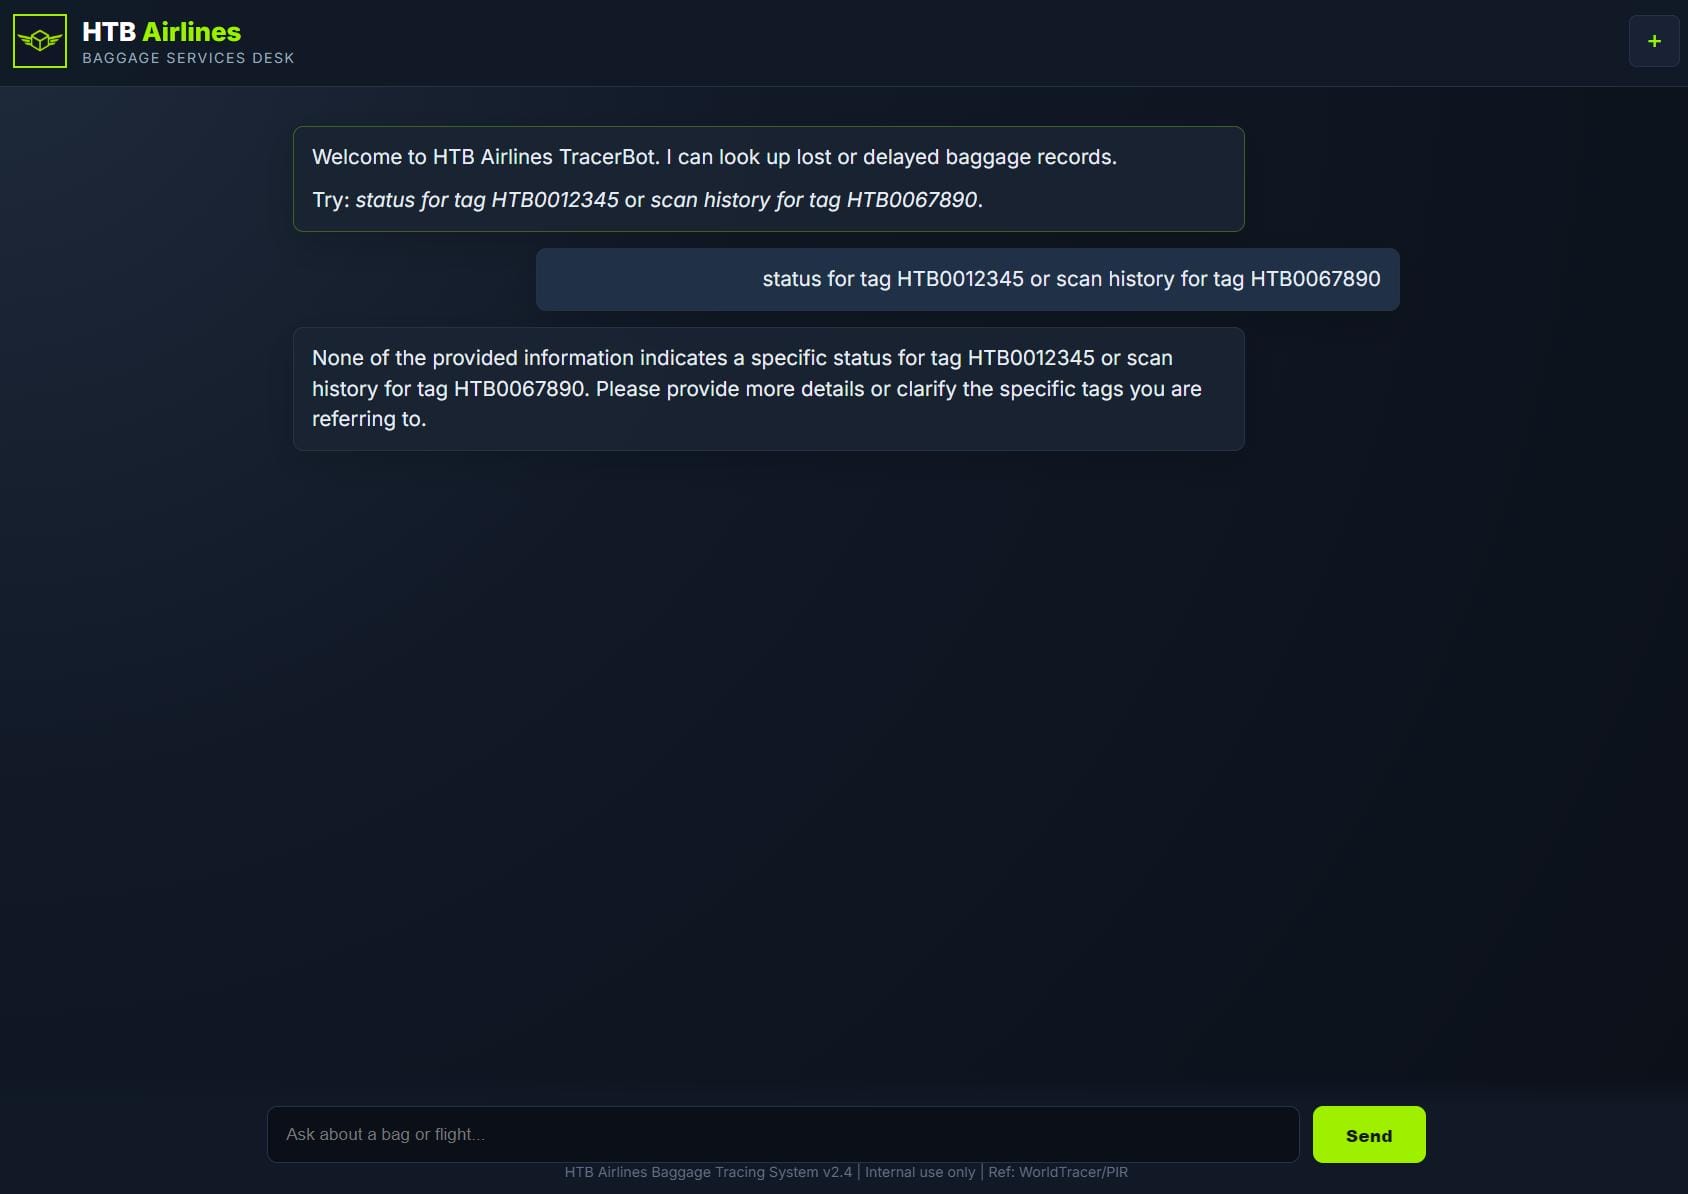 HTB Airlines
BAGGAGE SERVICES DESK
+
Welcome to HTB Airlines TracerBot. I can look up lost or delayed baggage records.
Try: status for tag HTB0012345 or scan history for tag HTB0067890.
status for tag HTB0012345 or scan history for tag HTB0067890
None of the provided information indicates a specific status for tag HTB0012345 or scan
history for tag HTB0067890. Please provide more details or clarify the specific tags you are
referring to.
Ask about a bag or flight...
Send
HTB Airlines Baggage Tracing System v2.4 | Internal use only | Ref: WorldTracer/PIR